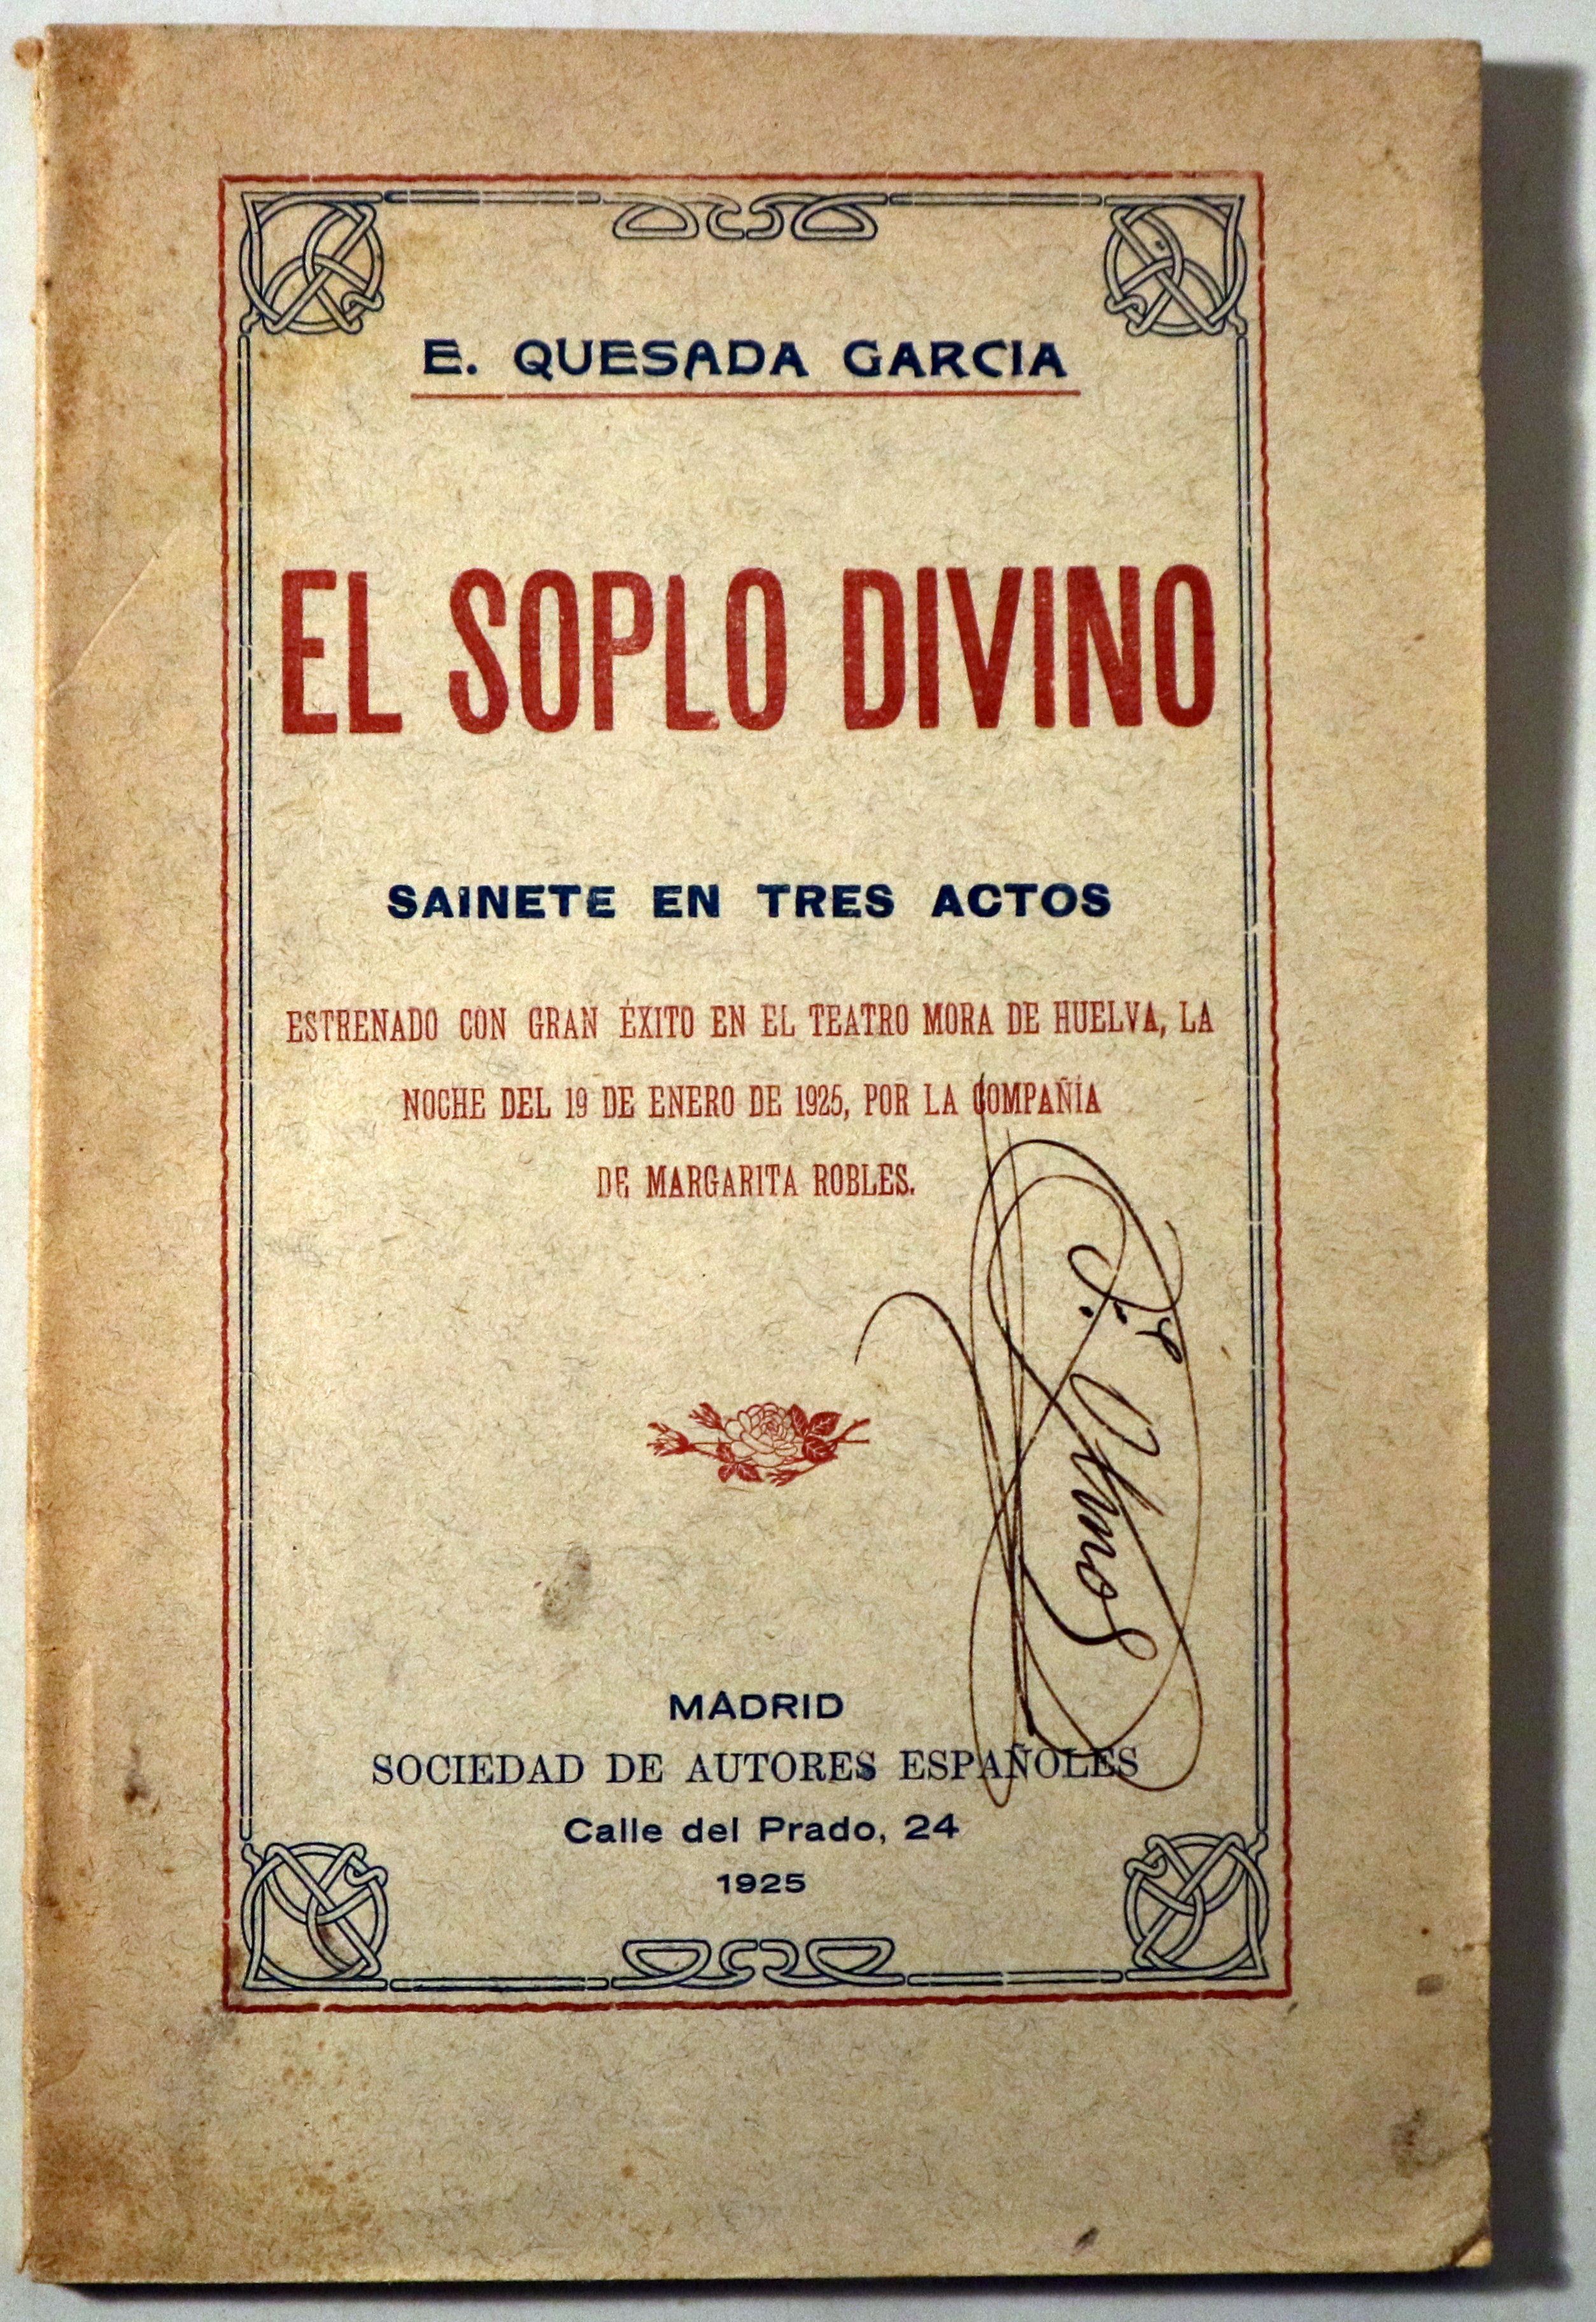 E. QUESADA GARCIA
EL SOPLO DIVINO
SAINETE EN TRES ACTOS
ESTRENADO CON GRAN ÉXITO EN EL TEATRO MORA DE HUELVA, LA
NOCHE DEL 19 DE ENERO DE 1925, POR LA COMPAÑÍA
DE MARGARITA ROBLES.
Olmos
MADRID
SOCIEDAD DE AUTORES ESPAÑOLES
Calle del Prado, 24
1925